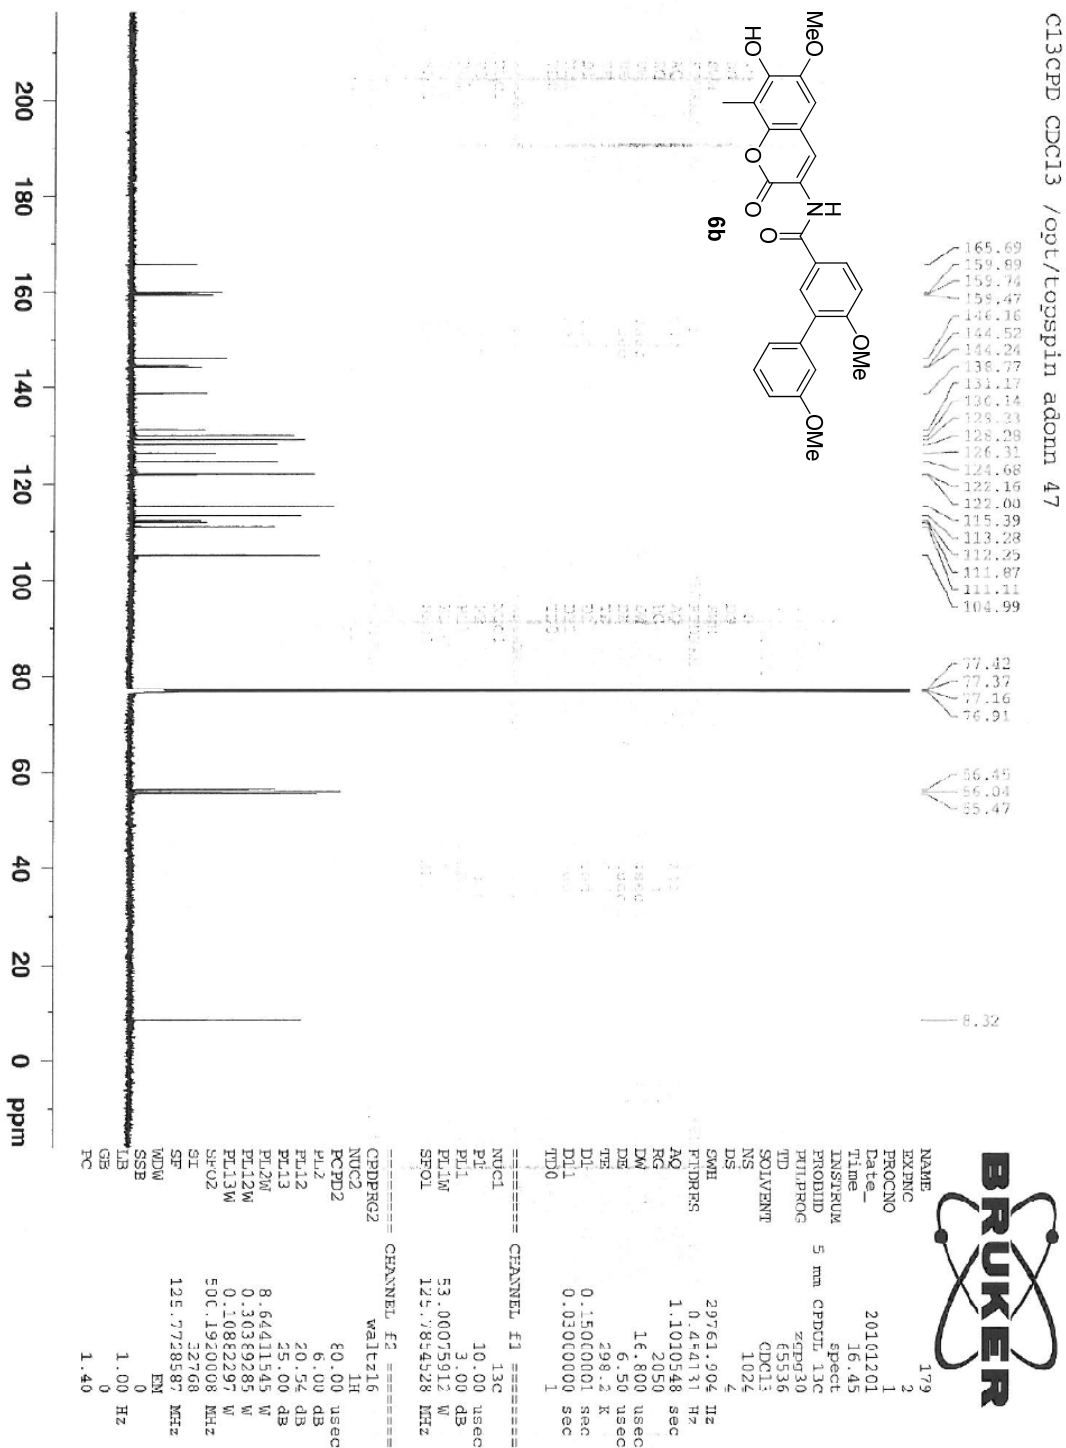 C13CPD CDCl3 /opt/topspin adonn 47
MeO
HO
O
O
H
N
O
OMe
OMe
6b
165.69
159.89
159.74
159.47
146.16
144.52
144.24
138.77
131.17
130.14
129.33
128.28
126.31
124.68
122.16
122.00
115.39
113.28
112.25
111.87
111.11
104.99
77.42
77.37
77.16
76.91
56.45
56.04
55.47
8.32
200 180 160 140 120 100 80 60 40 20 0 ppm
BRUKER
NAME 179
EXPNO 2
PROCNO 1
Date_ 20101201
Time 16.45
INSTRUM spect
PROBHD 5 mm CPDUL 13C
PULPROG zgpg30
TD 65536
SOLVENT CDCl3
NS 1024
DS 4
SWH 29761.904 Hz
FIDRES 0.454131 Hz
AQ 1.1010548 sec
RG 2050
DW 16.800 usec
DE 6.50 usec
TE 298.2 K
D1 0.15000001 sec
D11 0.03000000 sec
TD0 1
======== CHANNEL f1 ========
NUC1 13C
P1 10.00 usec
PL1 3.00 dB
PL1W 53.00075912 W
SFO1 125.7854528 MHz
======== CHANNEL f2 ========
CPDPRG2 waltz16
NUC2 1H
PCPD2 80.00 usec
PL2 6.00 dB
PL12 20.54 dB
PL13 25.00 dB
PL2W 8.64411545 W
PL12W 0.30389285 W
PL13W 0.10882297 W
SFO2 500.1920008 MHz
SI 32768
SF 125.7728587 MHz
WDW EM
SSB 0
LB 1.00 Hz
GB 0
PC 1.40